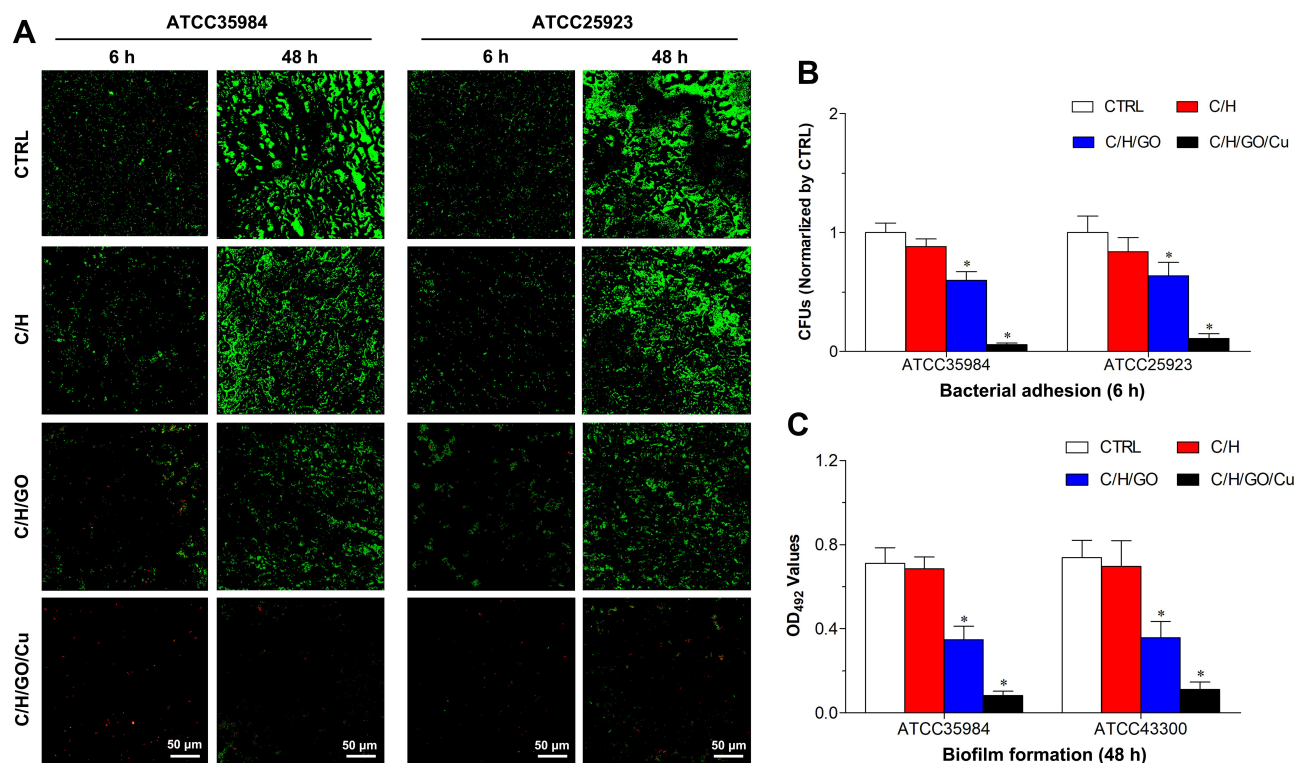 A
ATCC35984
ATCC25923
6 h
48 h
6 h
48 h
CTRL
C/H
C/H/GO
C/H/GO/Cu
50 µm
50 µm
50 µm
50 µm
B
CTRL
C/H
C/H/GO
C/H/GO/Cu
CFUs (Normarlized by CTRL)
2
1
0
*
*
*
*
ATCC35984
ATCC25923
Bacterial adhesion (6 h)
C
CTRL
C/H
C/H/GO
C/H/GO/Cu
OD492 Values
1.2
0.8
0.4
0.0
*
*
*
*
ATCC35984
ATCC43300
Biofilm formation (48 h)